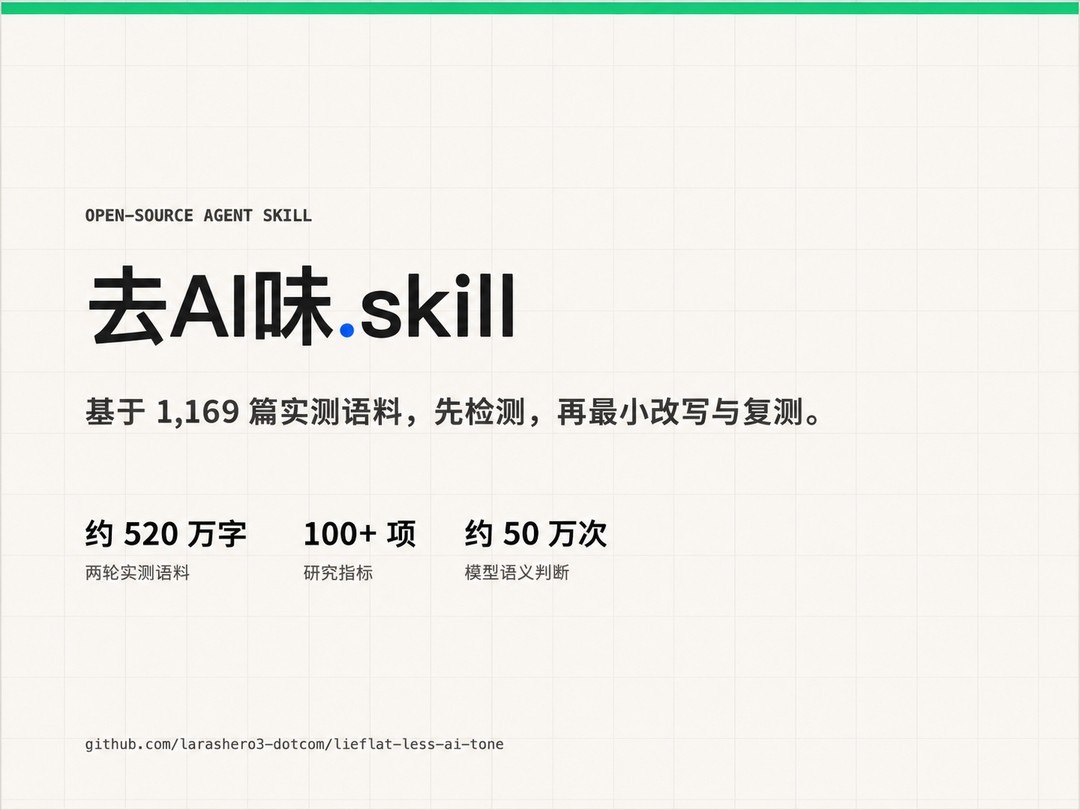 OPEN-SOURCE AGENT SKILL
去AI味.skill
基于 1,169 篇实测语料，先检测，再最小改写与复测。
约 520 万字
两轮实测语料
100+ 项
研究指标
约 50 万次
模型语义判断
github.com/larashero3-dotcom/lieflat-less-ai-tone